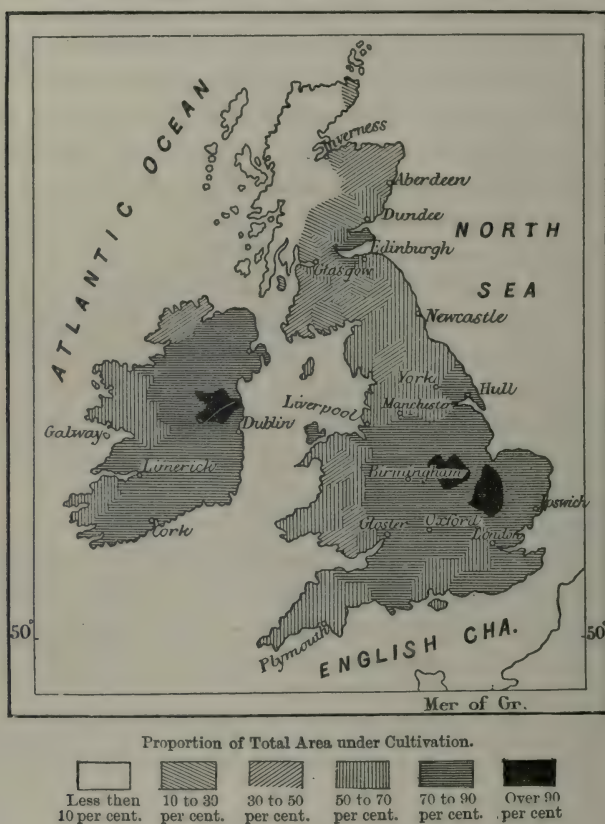 ATLANTIC OCEAN
Inverness
Aberdeen
Dundee
NORTH
Edinburgh
Glasgow
SEA
Newcastle
York
Hull
Liverpool
Manchester
Dublin
Galway
Limerick
Birmingham
Ipswich
Gloster
Oxford
London
Cork
50°
50°
Plymouth
ENGLISH CHA.
Mer of Gr.
Proportion of Total Area under Cultivation.
Less then 10 to 30 30 to 50 50 to 70 70 to 90 Over 90
10 per cent. per cent. per cent. per cent. per cent. per cent